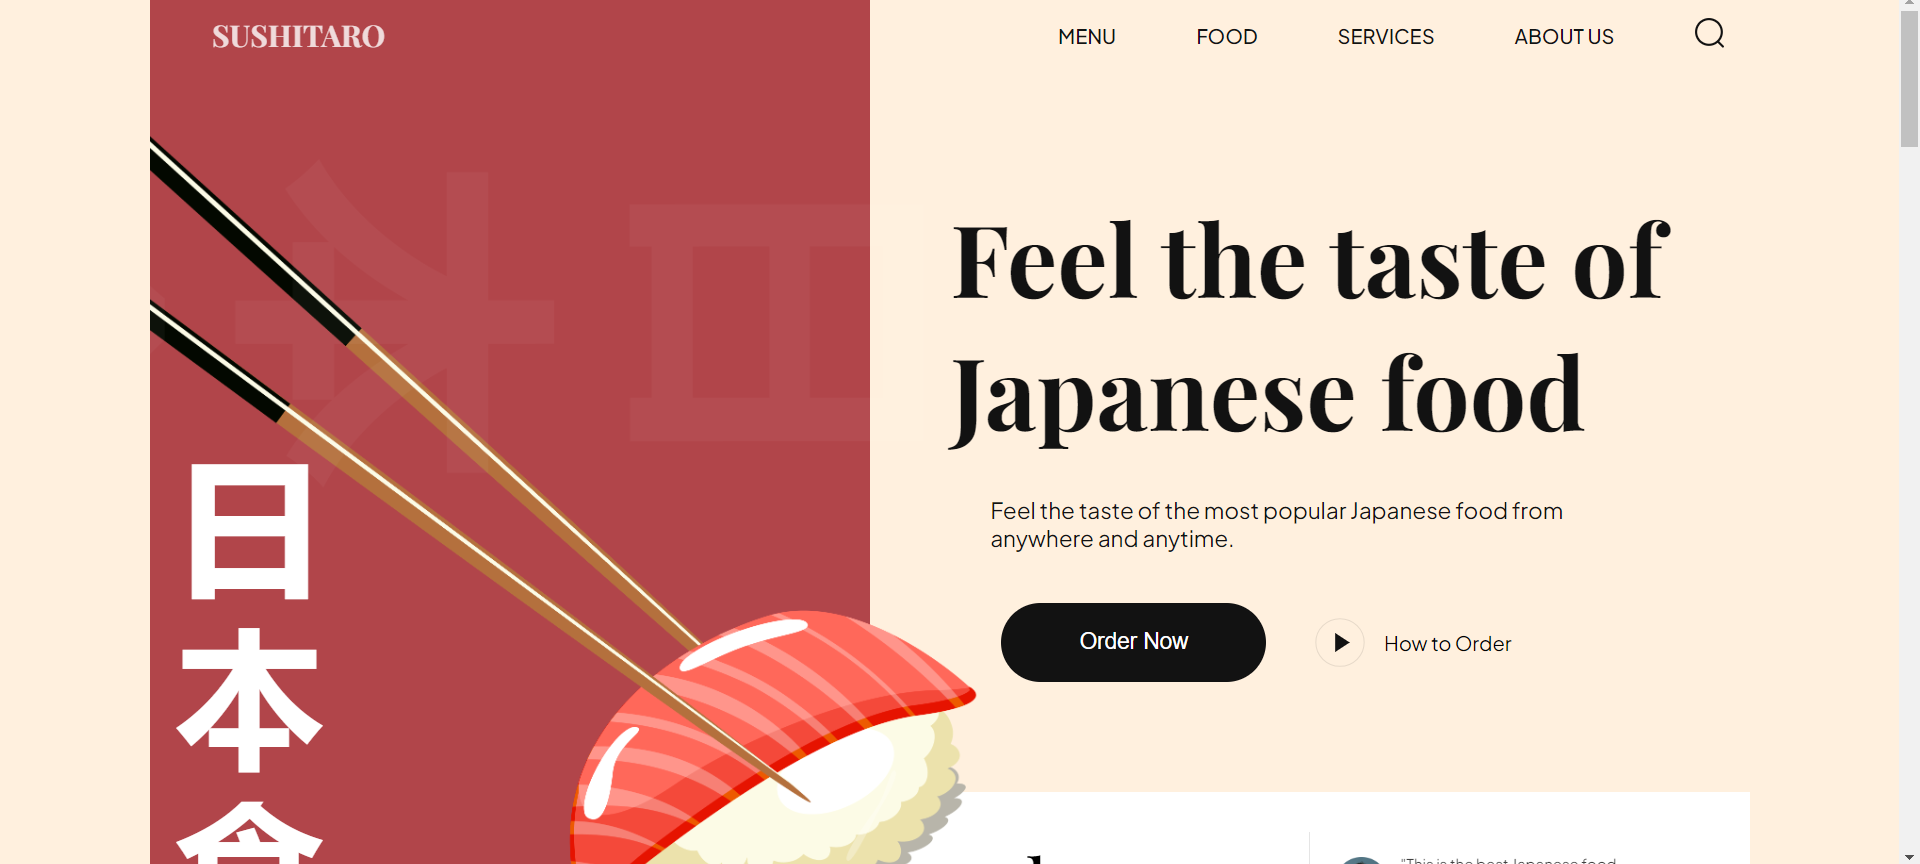 SUSHITARO
MENU
FOOD
SERVICES
ABOUT US
Feel the taste of
Japanese food
Feel the taste of the most popular Japanese food from
anywhere and anytime.
Order Now
How to Order
日
本
食
"This is the best Japanese food